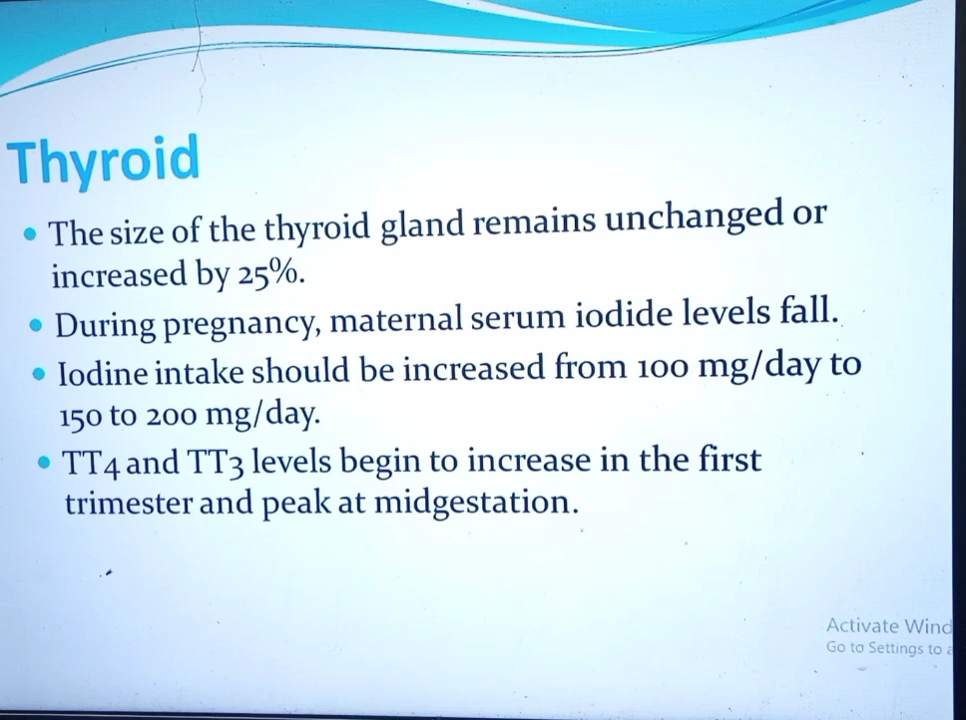 Thyroid
The size of the thyroid gland remains unchanged or
increased by 25%.
During pregnancy, maternal serum iodide levels fall.
Iodine intake should be increased from 100 mg/day to
150 to 200 mg/day.
TT4 and TT3 levels begin to increase in the first
trimester and peak at midgestation.
Activate Wind
Go to Settings to a